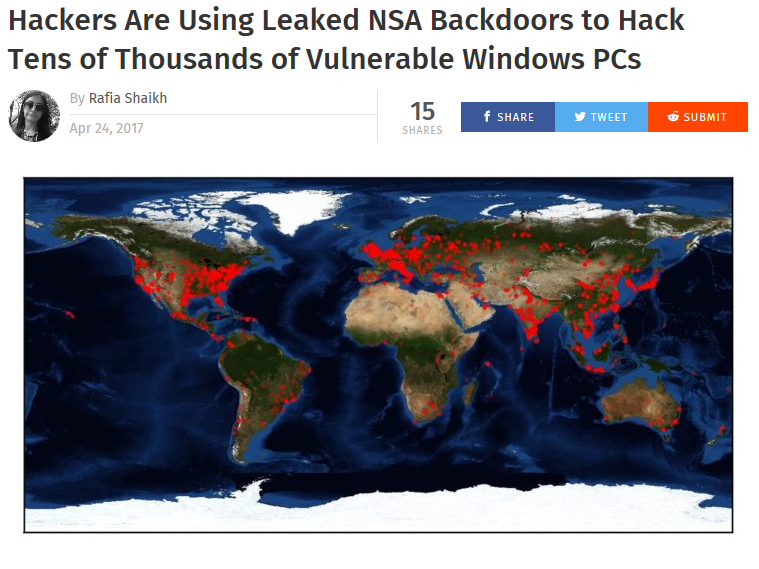 Hackers Are Using Leaked NSA Backdoors to Hack
Tens of Thousands of Vulnerable Windows PCs
By Rafia Shaikh
Apr 24, 2017
15
SHARES
SHARE
TWEET
SUBMIT